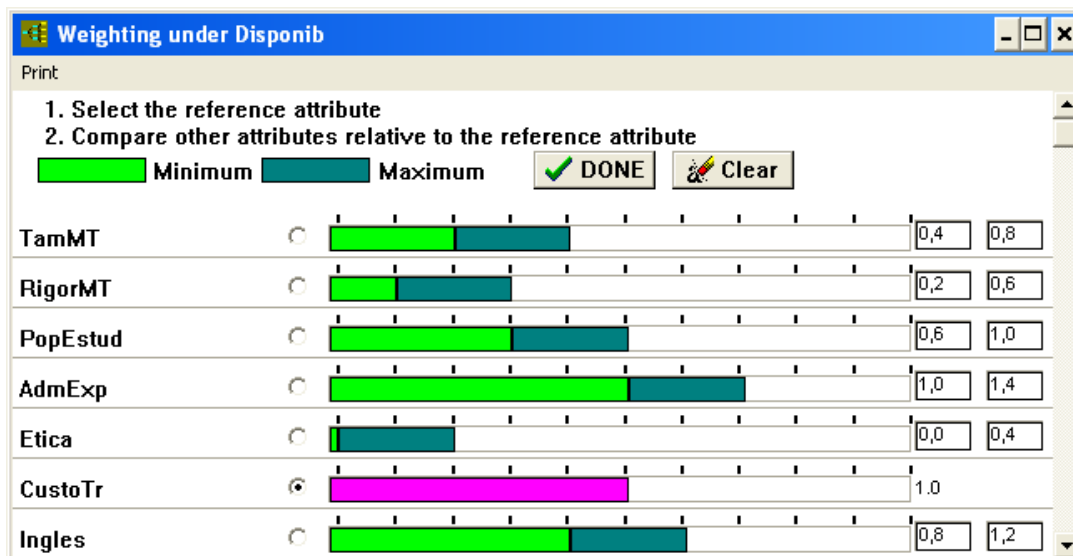 Weighting under Disponib
Print
1. Select the reference attribute
2. Compare other attributes relative to the reference attribute
Minimum Maximum DONE Clear
TamMT 0,4 0,8
RigorMT 0,2 0,6
PopEstud 0,6 1,0
AdmExp 1,0 1,4
Etica 0,0 0,4
CustoTr 1.0
Ingles 0,8 1,2